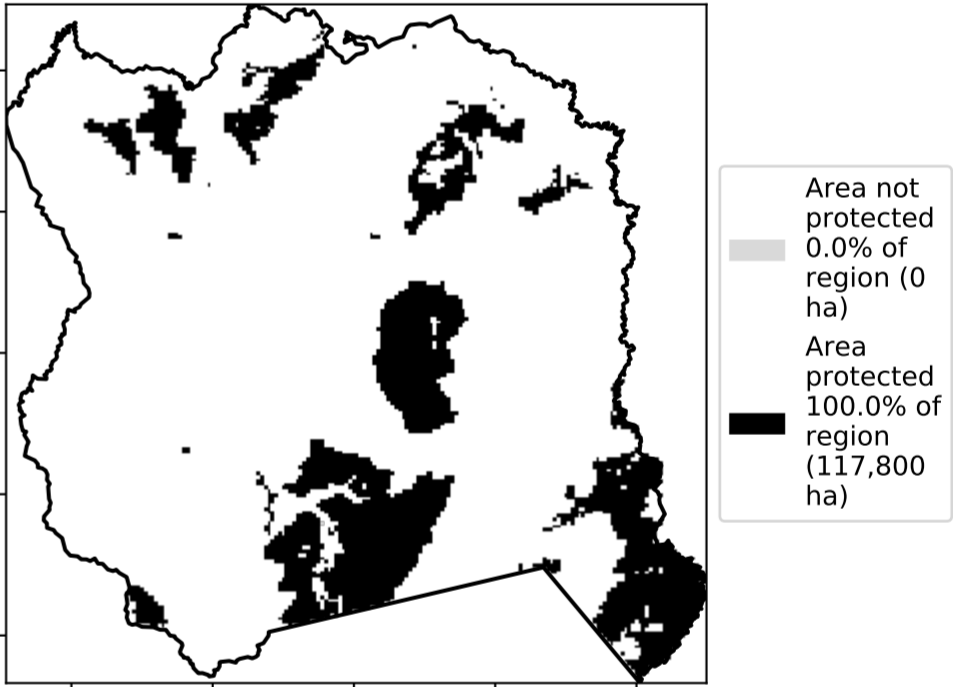 Area not
protected
0.0% of
region (0
ha)
Area
protected
100.0% of
region
(117,800
ha)